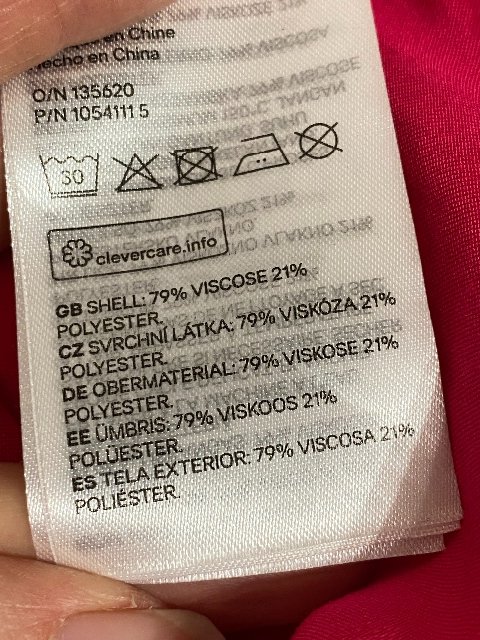 en Chine
Hecho en China
O/N 135620
P/N 1054111 5
30
clevercare.info
GB SHELL: 79% VISCOSE 21%
POLYESTER.
CZ SVRCHNÍ LÁTKA: 79% VISKÓZA 21%
POLYESTER.
DE OBERMATERIAL: 79% VISKOSE 21%
POLYESTER.
EE ÜMBRIS: 79% VISKOOS 21%
POLÜESTER.
ES TELA EXTERIOR: 79% VISCOSA 21%
POLIÉSTER.